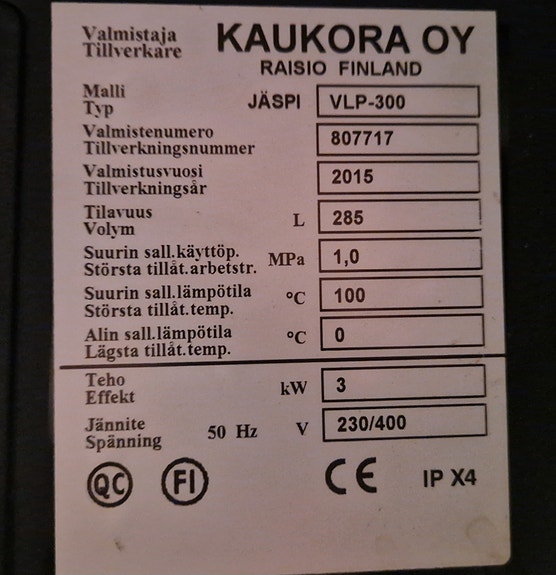 Valmistaja KAUKORA OY
Tillverkare RAISIO FINLAND
Malli
Typ JÄSPI VLP-300
Valmistenumero
Tillverkningsnummer 807717
Valmistusvuosi
Tillverkningsår 2015
Tilavuus
Volym L 285
Suurin sall.käyttöp.
Största tillåt.arbetstr. MPa 1,0
Suurin sall.lämpötila
Största tillåt.temp. °C 100
Alin sall.lämpötila
Lägsta tillåt.temp. °C 0
Teho
Effekt kW 3
Jännite
Spänning 50 Hz V 230/400
QC FI CE IP X4